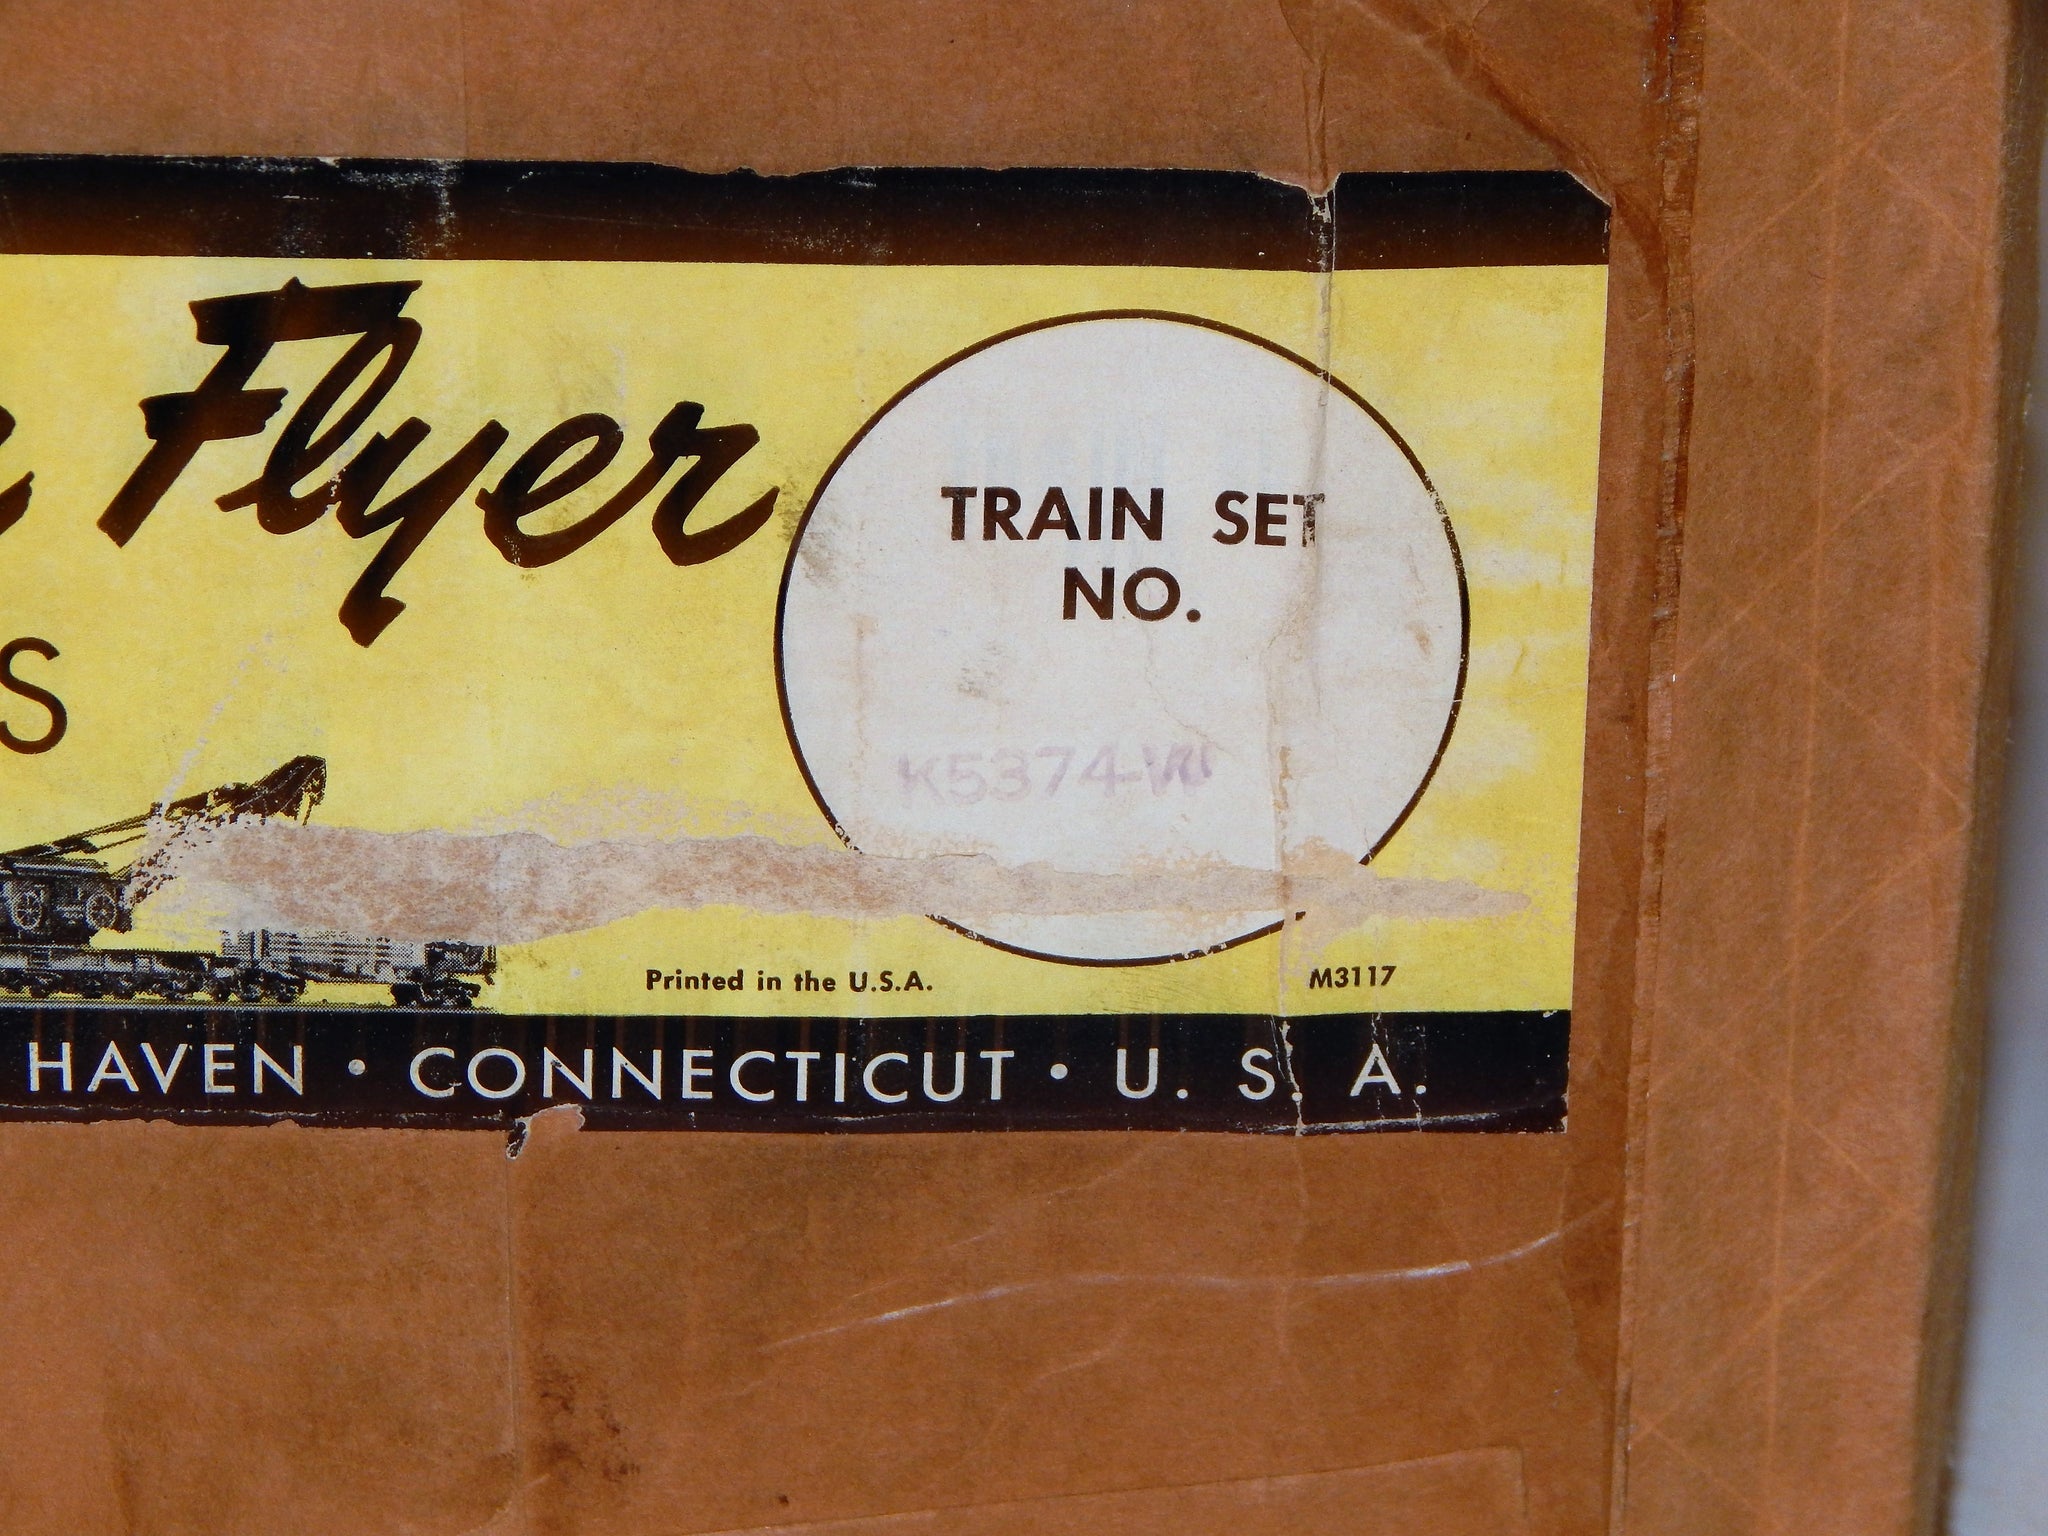 Flyer
TRAIN SET
NO.
S
K5374-W
Printed in the U.S.A.
M3117
HAVEN • CONNECTICUT • U. S. A.